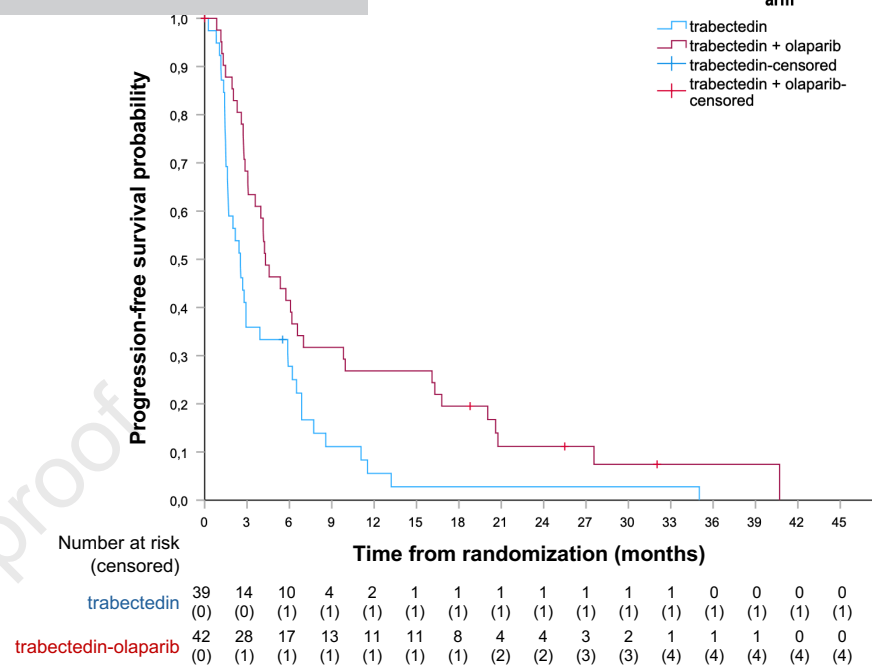 arm
trabectedin
trabectedin + olaparib
trabectedin-censored
trabectedin + olaparib-
censored
Progression-free survival probability
1,0
0,9
0,8
0,7
0,6
0,5
0,4
0,3
0,2
0,1
0,0
0 3 6 9 12 15 18 21 24 27 30 33 36 39 42 45
Time from randomization (months)
Number at risk
(censored)
trabectedin
39 14 10 4 2 1 1 1 1 1 1 1 0 0 0 0
(0) (0) (1) (1) (1) (1) (1) (1) (1) (1) (1) (1) (1) (1) (1) (1)
trabectedin-olaparib
42 28 17 13 11 11 8 4 4 3 2 1 1 1 0 0
(0) (1) (1) (1) (1) (1) (1) (2) (2) (3) (3) (4) (4) (4) (4) (4)
proof